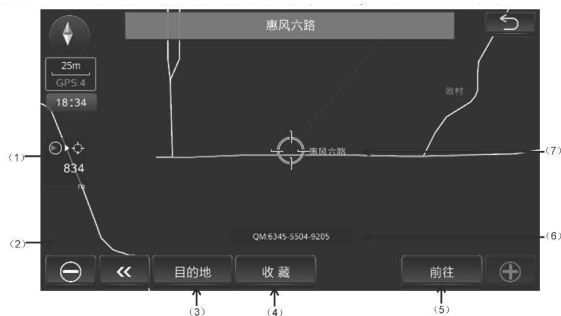 惠风六路
25m
GPS:4
欧村
18:34
惠风六路
(7)
(1)
834
m
QM:6345-5504-9205
(6)
(2)
目的地
收藏
前往
(3)
(4)
(5)